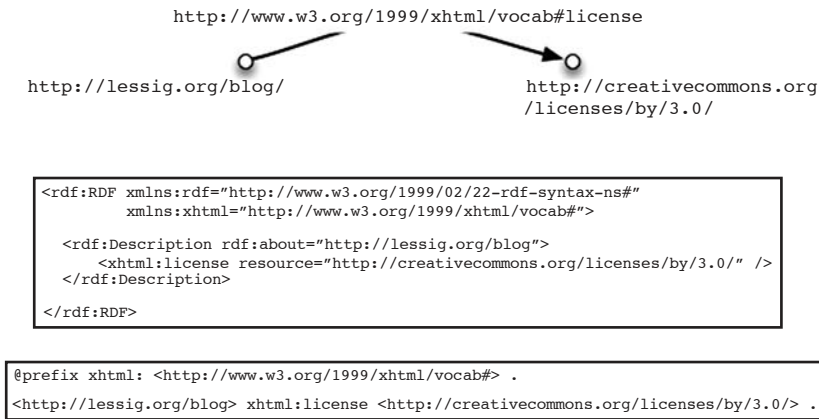 http://www.w3.org/1999/xhtml/vocab#license
http://lessig.org/blog/
http://creativecommons.org
/licenses/by/3.0/
<rdf:RDF xmlns:rdf="http://www.w3.org/1999/02/22-rdf-syntax-ns#"
xmlns:xhtml="http://www.w3.org/1999/xhtml/vocab#">
<rdf:Description rdf:about="http://lessig.org/blog">
<xhtml:license resource="http://creativecommons.org/licenses/by/3.0/" />
</rdf:Description>
</rdf:RDF>
@prefix xhtml: <http://www.w3.org/1999/xhtml/vocab#> .
<http://lessig.org/blog> xhtml:license <http://creativecommons.org/licenses/by/3.0/> .